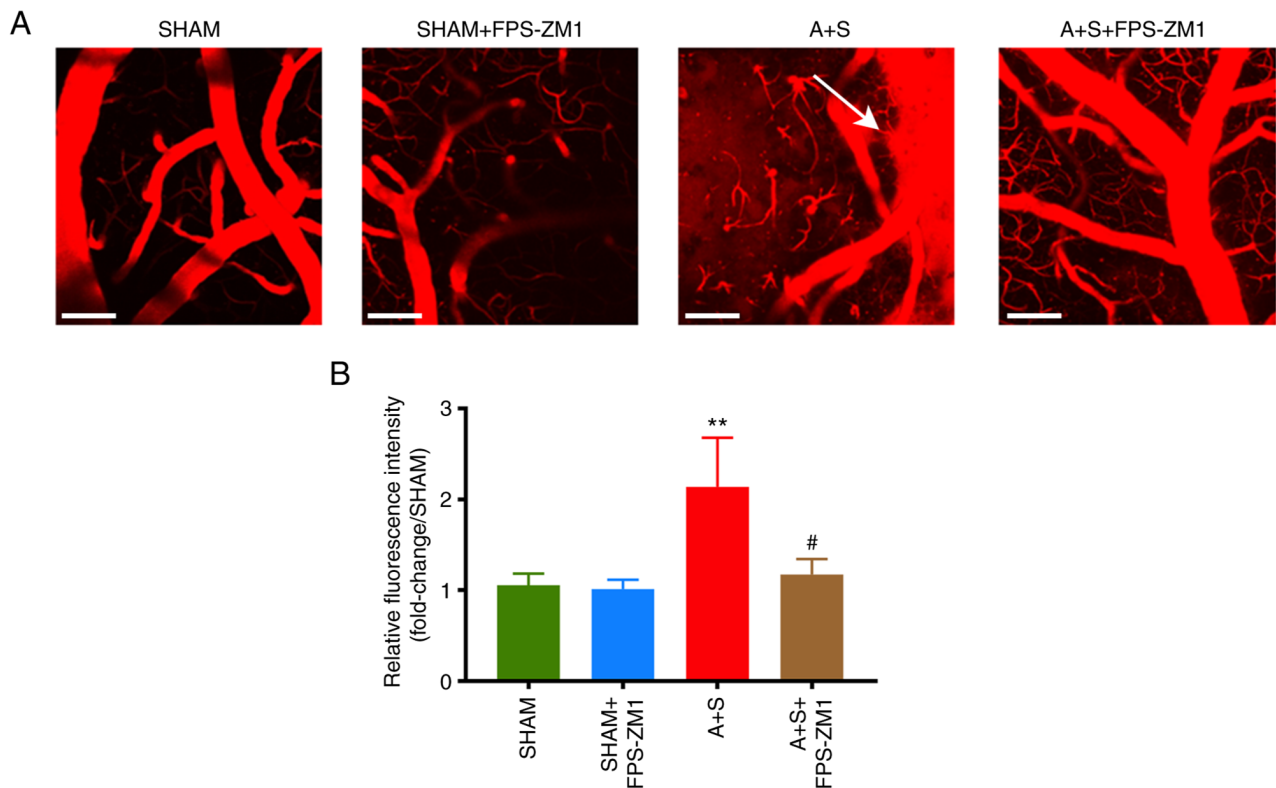 A
SHAM
SHAM+FPS-ZM1
A+S
A+S+FPS-ZM1
B
Relative fluorescence intensity
(fold-change/SHAM)
3
2
1
0
**
#
SHAM
SHAM+
FPS-ZM1
A+S
A+S+
FPS-ZM1